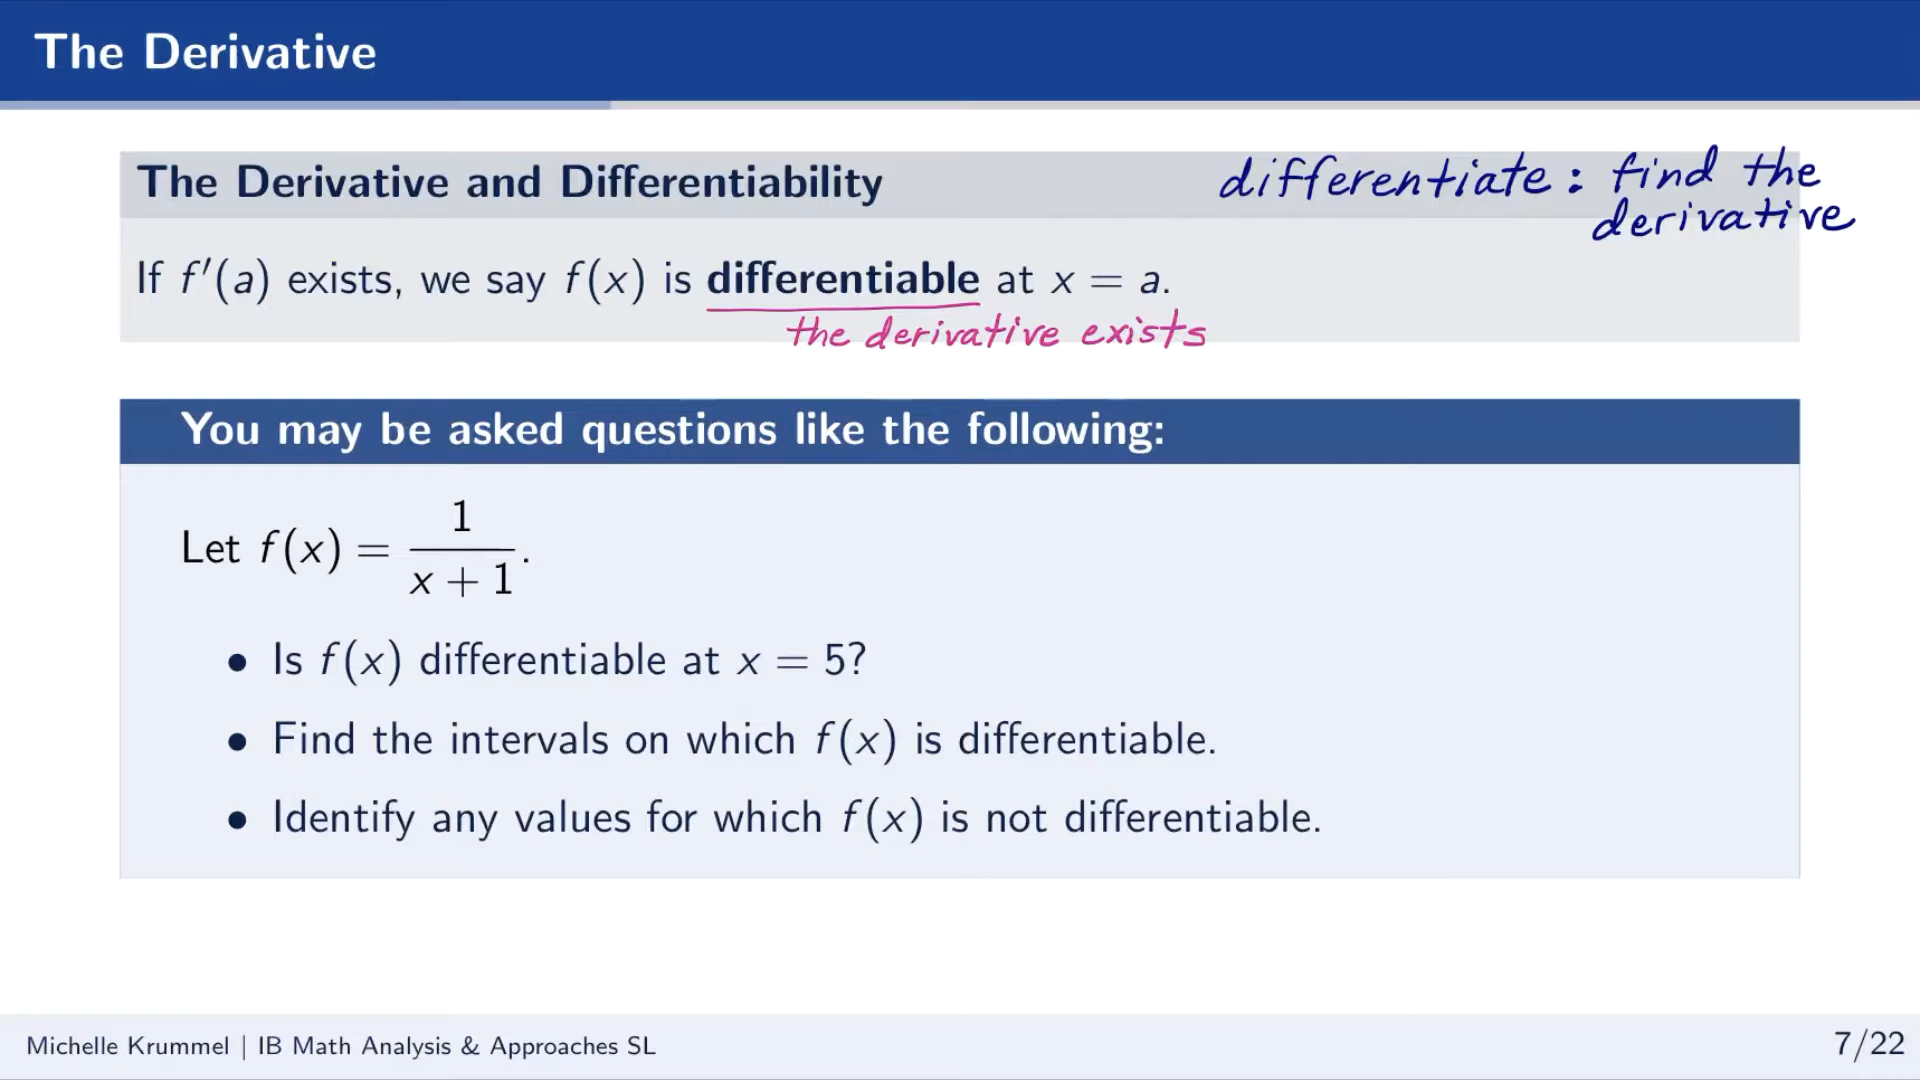 The Derivative
The Derivative and Differentiability
differentiate: find the
derivative
If f′(a) exists, we say f(x) is differentiable at x = a.
the derivative exists
You may be asked questions like the following:
Let f(x) = 1/(x + 1).
• Is f(x) differentiable at x = 5?
• Find the intervals on which f(x) is differentiable.
• Identify any values for which f(x) is not differentiable.
Michelle Krummel | IB Math Analysis & Approaches SL
7/22